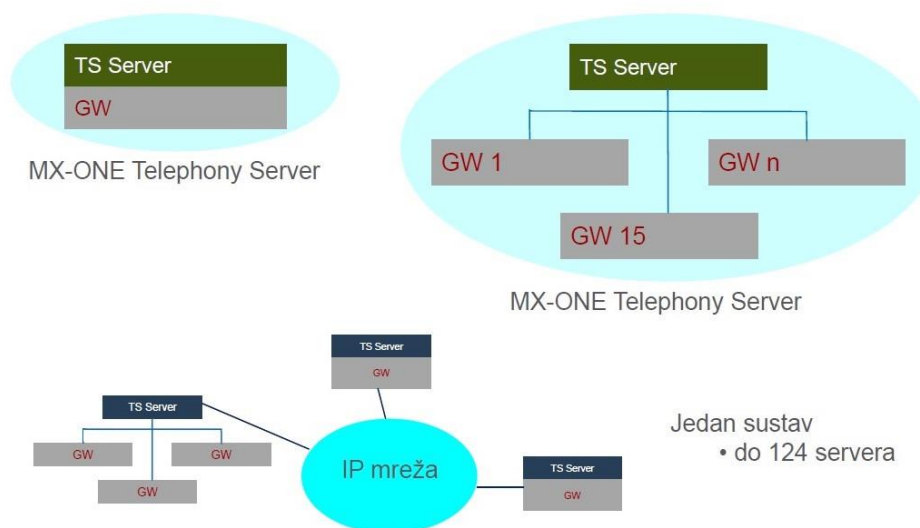 TS Server
GW
MX-ONE Telephony Server
TS Server
GW 1
GW n
GW 15
MX-ONE Telephony Server
TS Server
GW
TS Server
GW
GW
GW
IP mreža
TS Server
GW
Jedan sustav
• do 124 servera